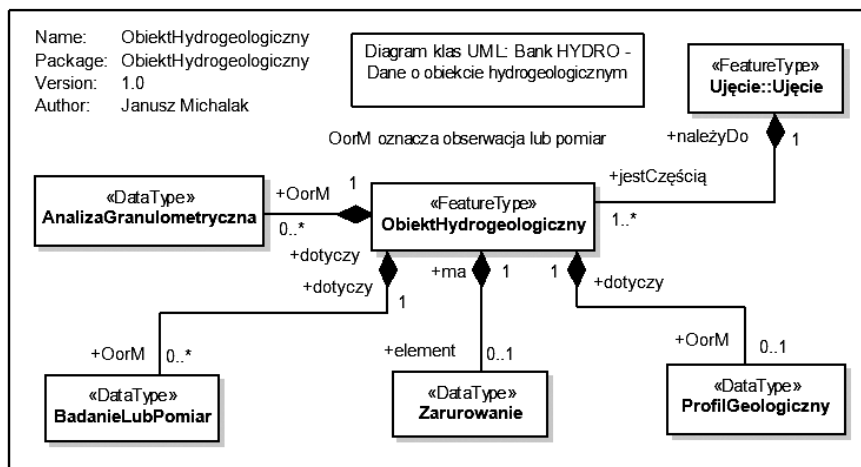 Name: ObiektHydrogeologiczny
Package: ObiektHydrogeologiczny
Version: 1.0
Author: Janusz Michalak
Diagram klas UML: Bank HYDRO -
Dane o obiekcie hydrogeologicznym
«FeatureType»
Ujęcie::Ujęcie
OorM oznacza obserwacja lub pomiar
+należyDo
1
+jestCzęścią
1..*
«DataType»
AnalizaGranulometryczna
+OorM
1
0..*
«FeatureType»
ObiektHydrogeologiczny
+dotyczy
+dotyczy
1
+ma
1
1
+dotyczy
+OorM
0..*
+element
0..1
+OorM
0..1
«DataType»
BadanieLubPomiar
«DataType»
Zarurowanie
«DataType»
ProfilGeologiczny